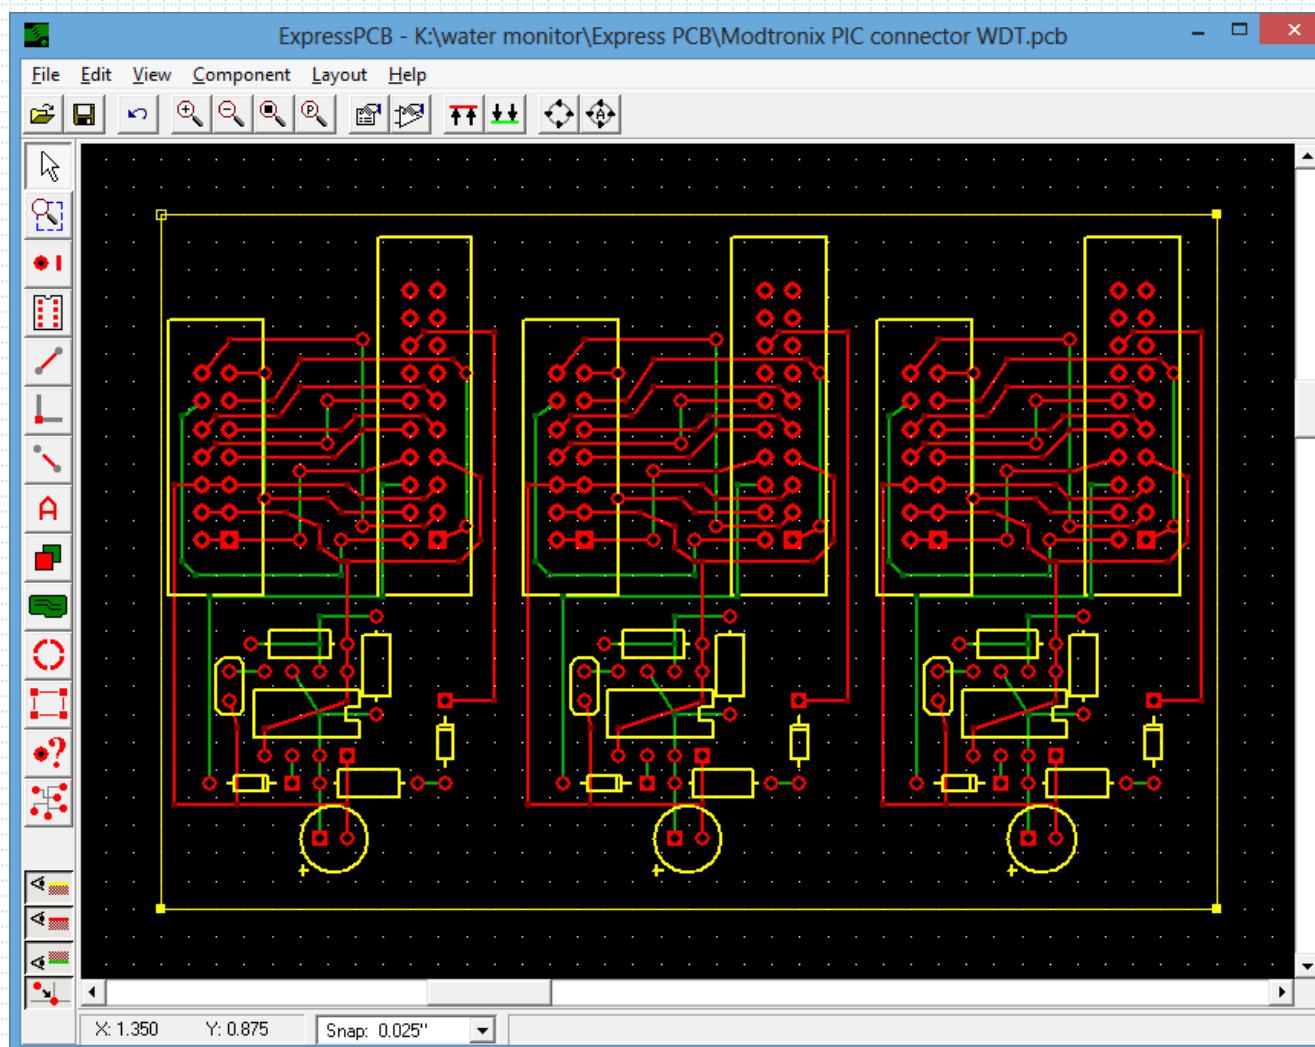 ExpressPCB - K:\water monitor\Express PCB\Modtronix PIC connector WDT.pcb
File Edit View Component Layout Help
X: 1.350 Y: 0.875 Snap: 0.025"